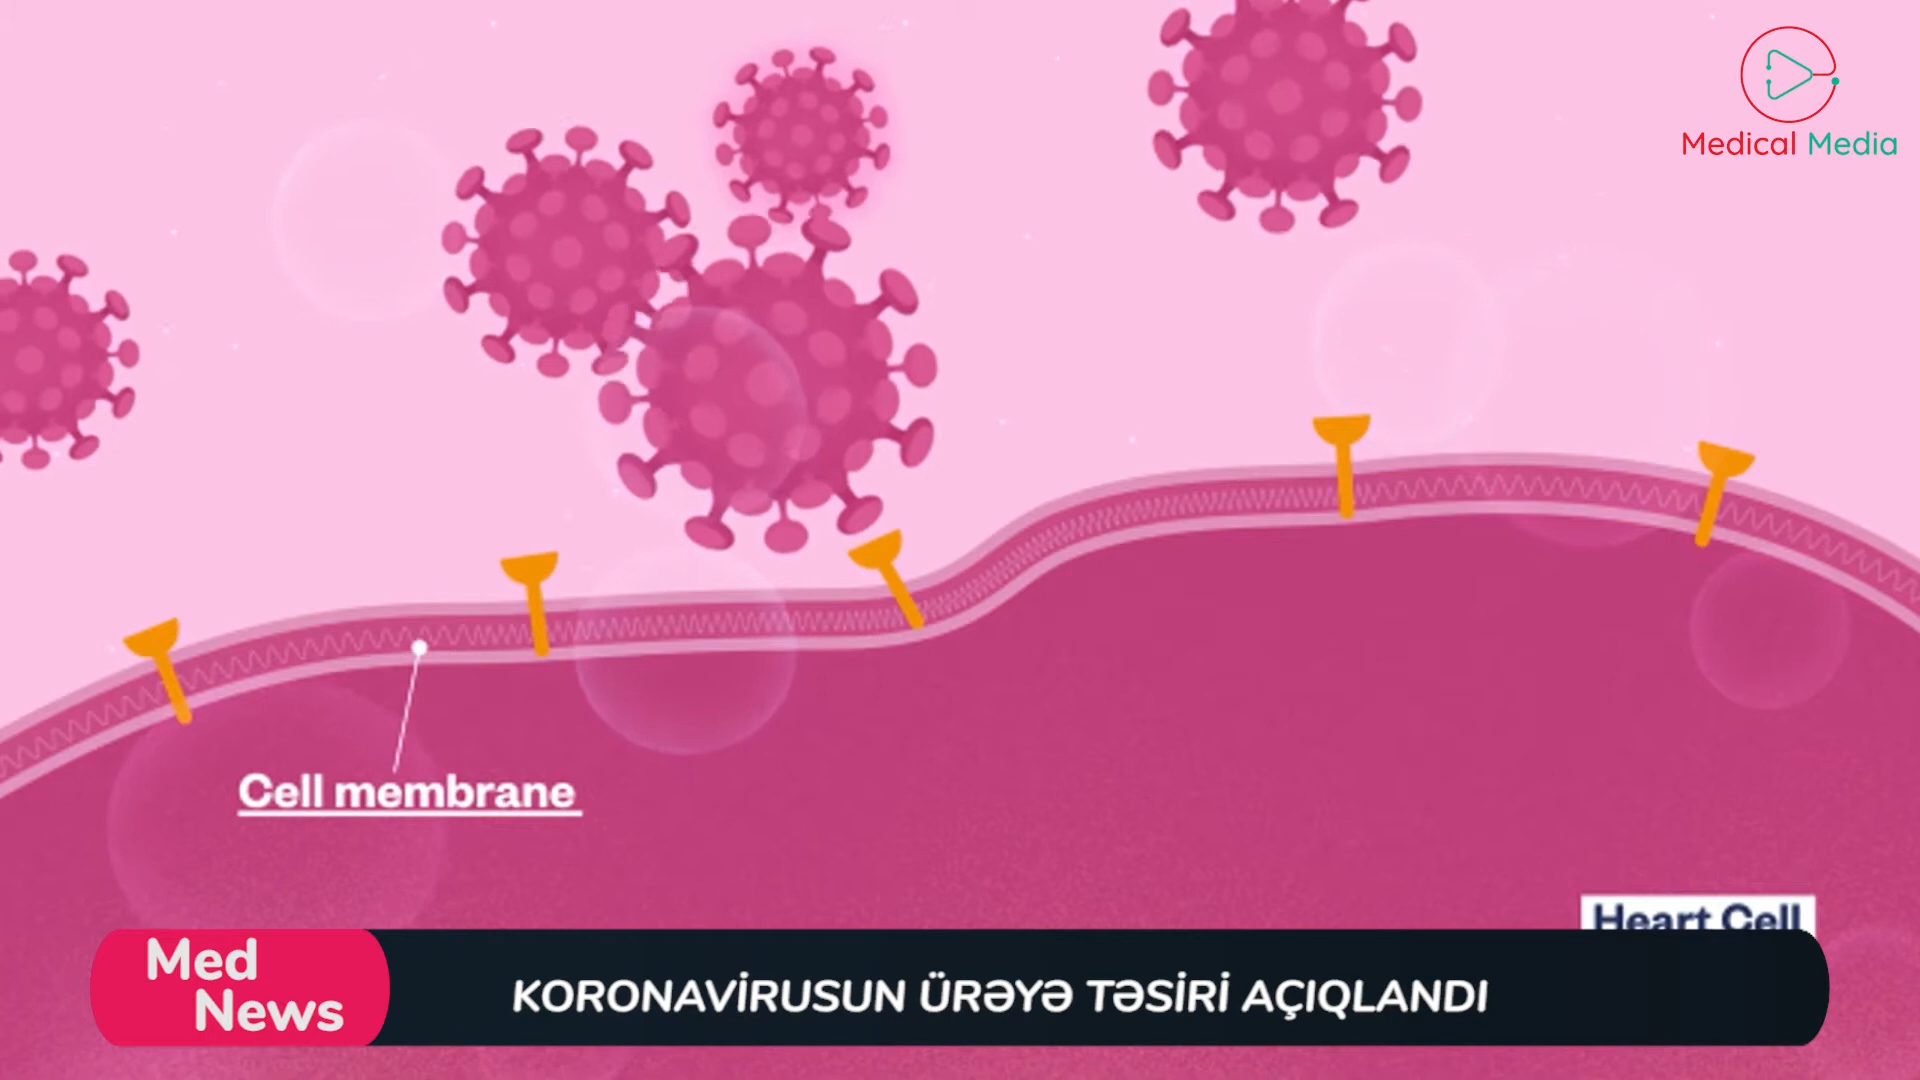 Medical Media
Cell membrane
Heart Cell
Med
News
KORONAVİRUSUN ÜRƏYƏ TƏSİRİ AÇIQLANDI